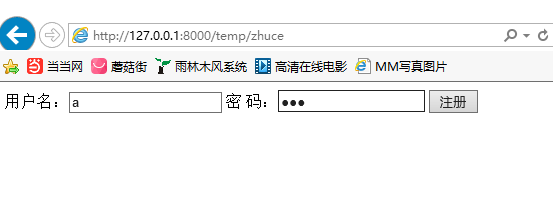 http://127.0.0.1:8000/temp/zhuce
当当网 蘑菇街 雨林木风系统 高清在线电影 MM写真图片
用户名：a 密 码：●●● 注册